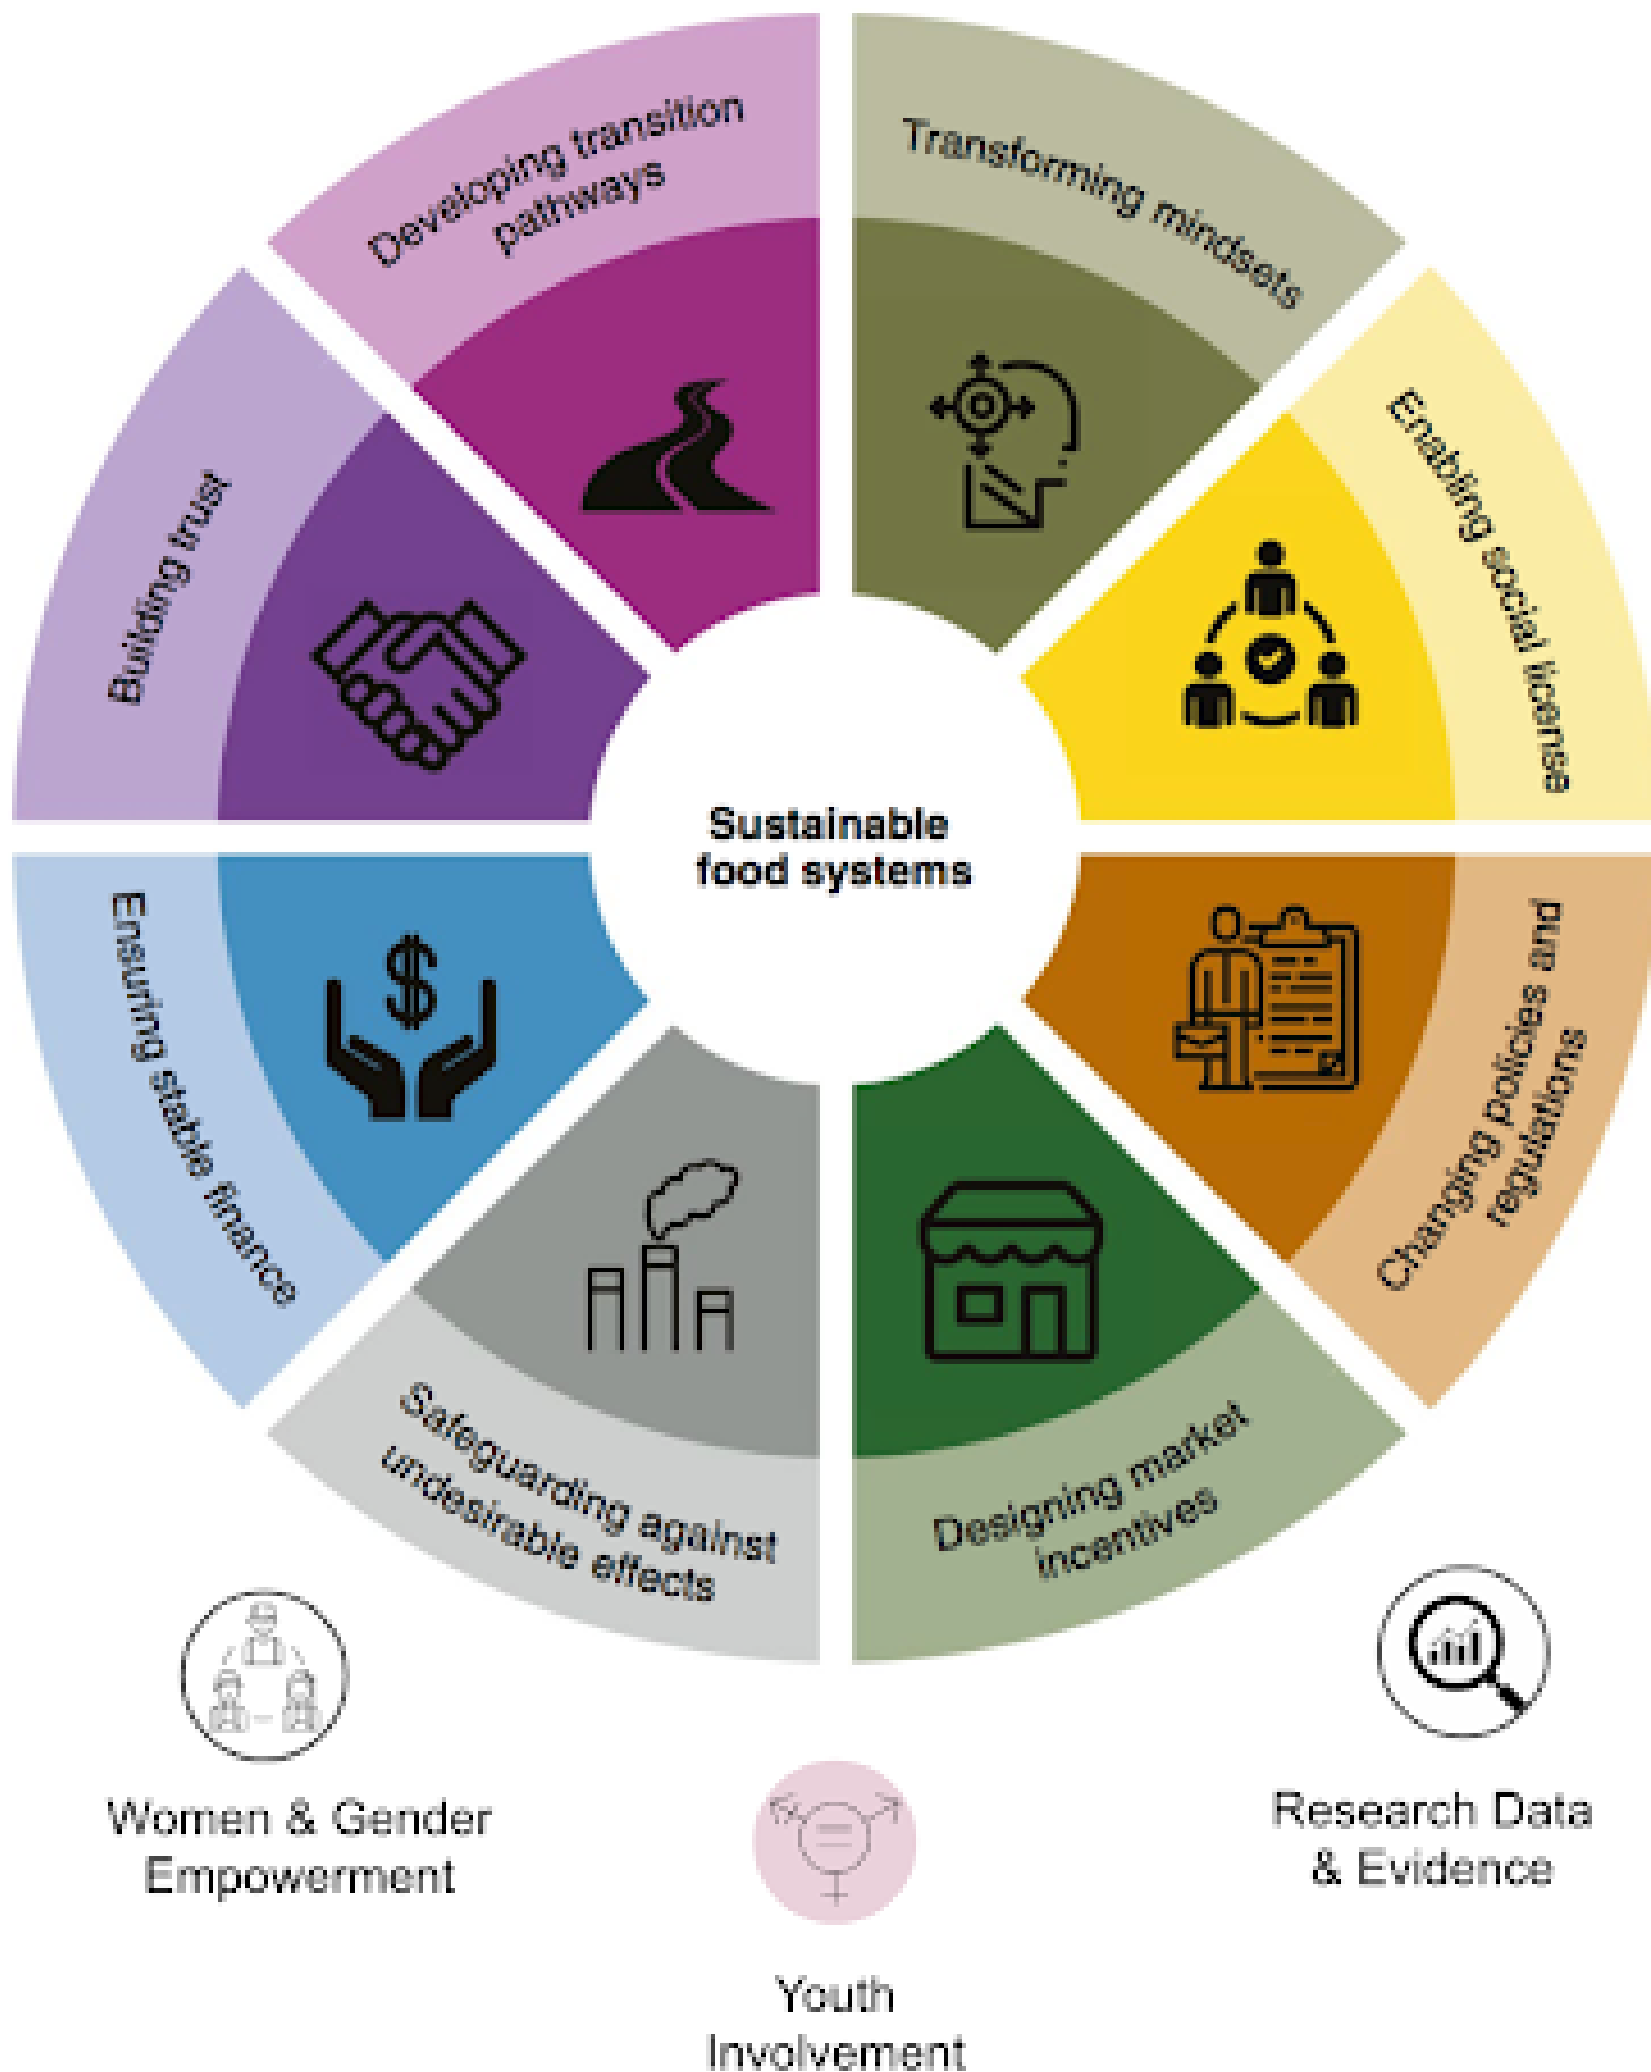 Developing transition
pathways
Transforming mindsets
Enabling social license
Changing policies and
regulations
Designing market
incentives
Safeguarding against
undesirable effects
Ensuring stable finance
Building trust
Sustainable
food systems
Women & Gender
Empowerment
Youth
Involvement
Research Data
& Evidence